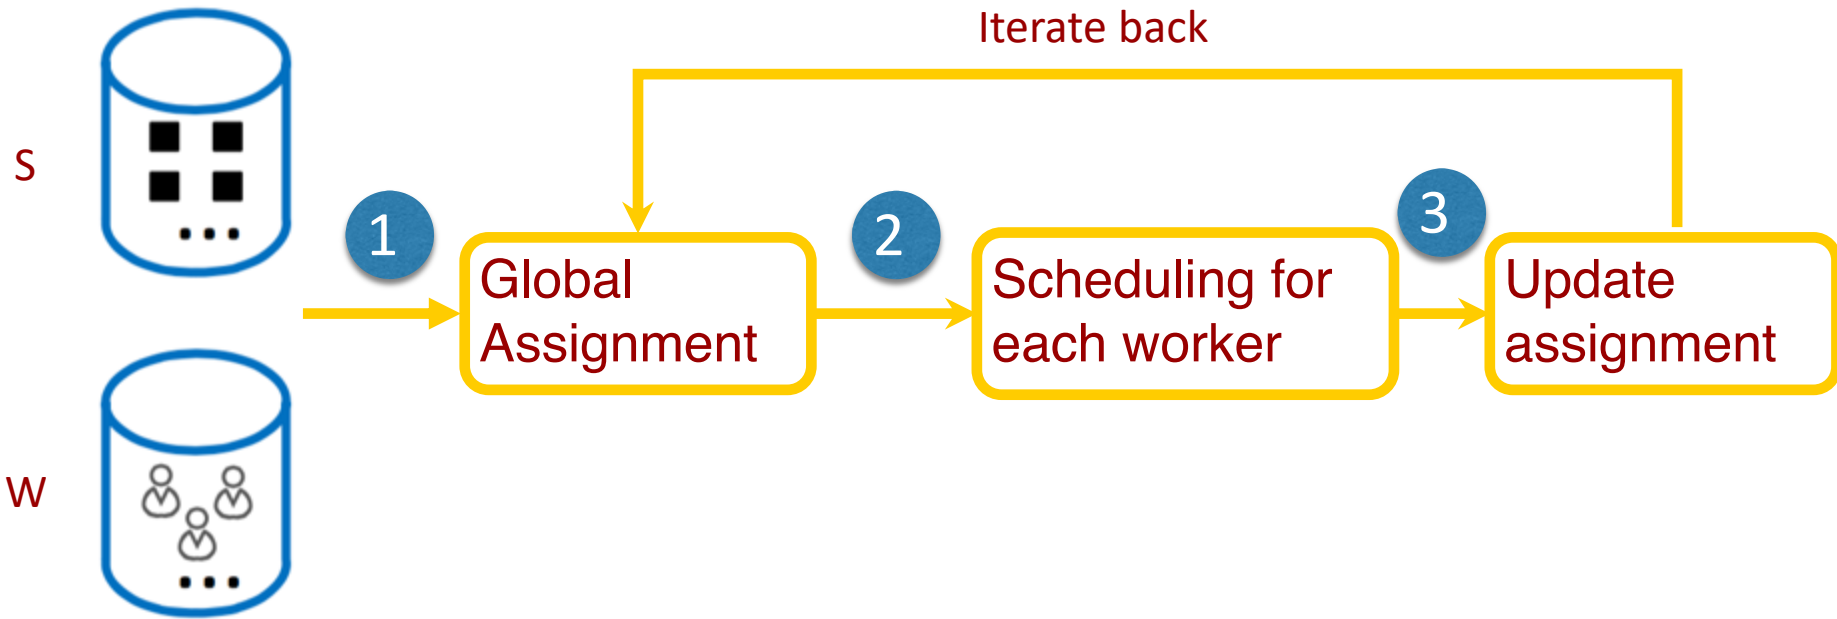 Iterate back
S
1
2
3
Global
Assignment
Scheduling for
each worker
Update
assignment
W